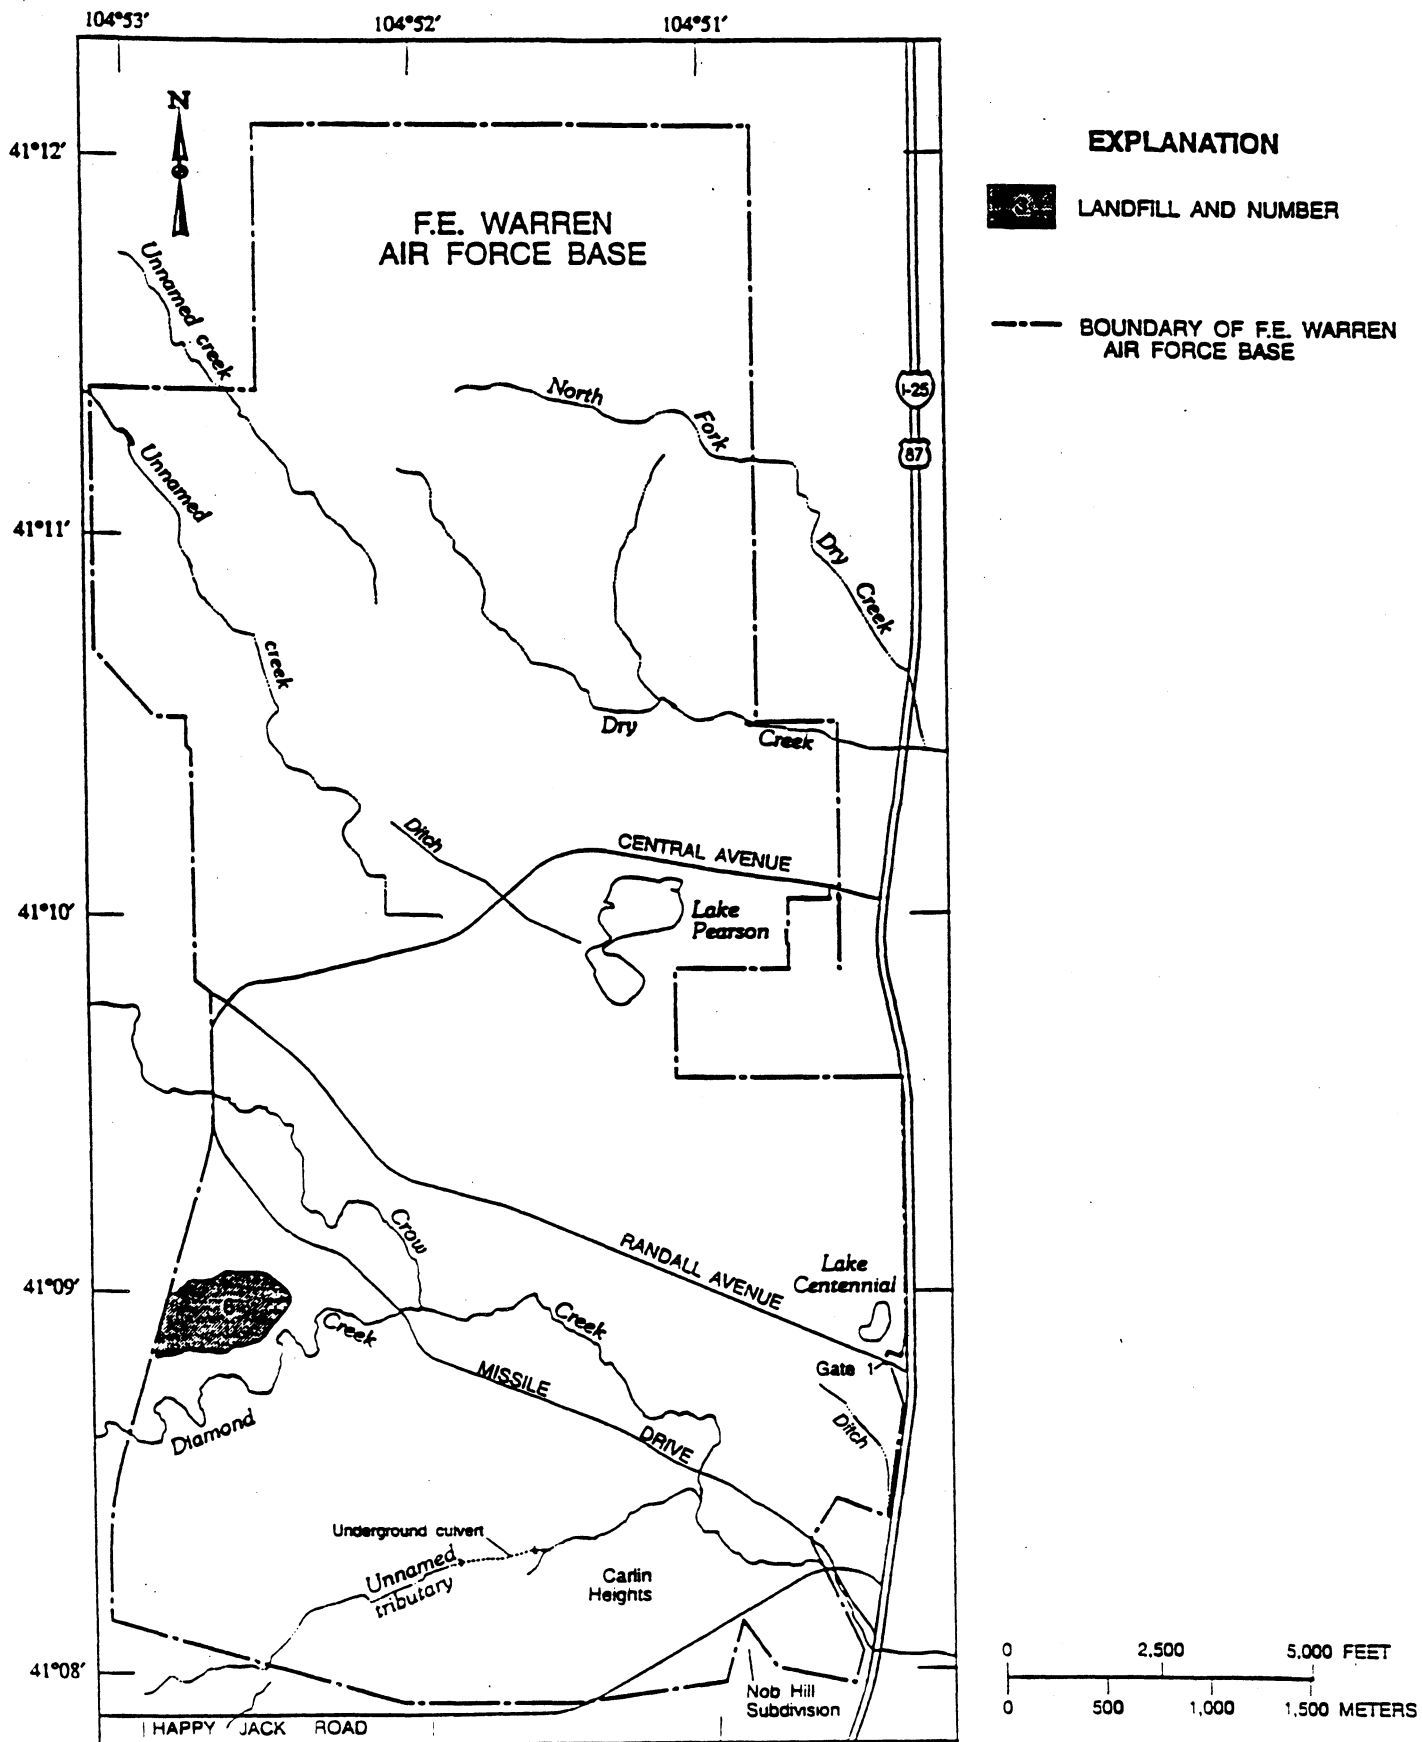 104°53′ 104°52′ 104°51′
N
41°12′
EXPLANATION
LANDFILL AND NUMBER
F.E. WARREN
AIR FORCE BASE
BOUNDARY OF F.E. WARREN
AIR FORCE BASE
Unnamed creek
I-25
North Fork Dry Creek
87
Unnamed creek
41°11′
Dry Creek
Ditch
CENTRAL AVENUE
41°10′
Lake
Pearson
Crow Creek
RANDALL AVENUE
Lake
Centennial
41°09′
6
Diamond Creek
Gate 1
MISSILE DRIVE
Ditch
Underground culvert
Unnamed
tributary
Carlin
Heights
41°08′
Nob Hill
Subdivision
HAPPY JACK ROAD
0 2,500 5,000 FEET
0 500 1,000 1,500 METERS